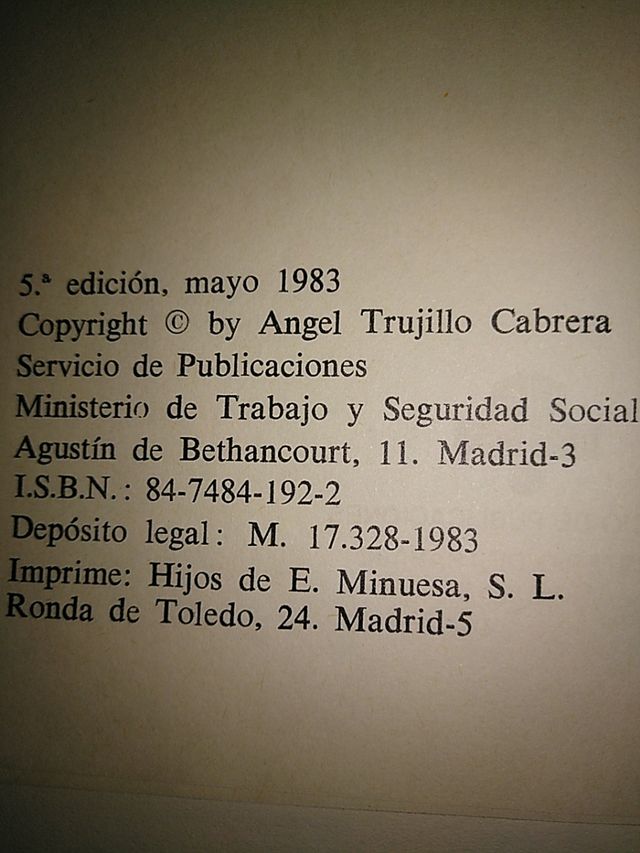 5.ª edición, mayo 1983
Copyright © by Angel Trujillo Cabrera
Servicio de Publicaciones
Ministerio de Trabajo y Seguridad Social
Agustín de Bethancourt, 11. Madrid-3
I.S.B.N.: 84-7484-192-2
Depósito legal: M. 17.328-1983
Imprime: Hijos de E. Minuesa, S. L.
Ronda de Toledo, 24. Madrid-5